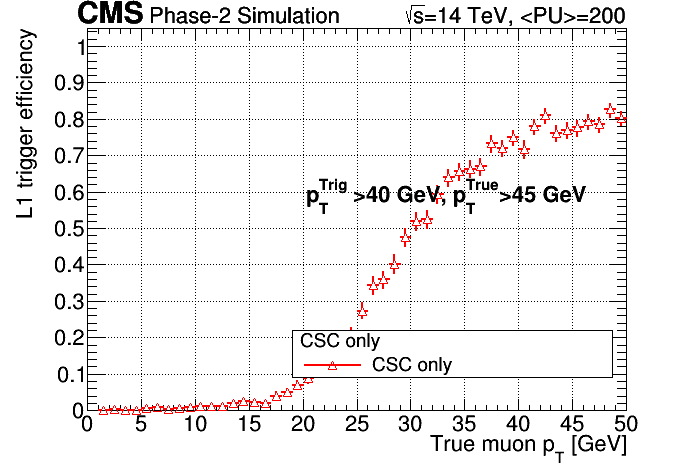 CMS Phase-2 Simulation √s=14 TeV, <PU>=200
L1 trigger efficiency
1
0.9
0.8
0.7
0.6
0.5
0.4
0.3
0.2
0.1
0
p_T^Trig >40 GeV, p_T^True >45 GeV
CSC only
CSC only
0 5 10 15 20 25 30 35 40 45 50
True muon p_T [GeV]